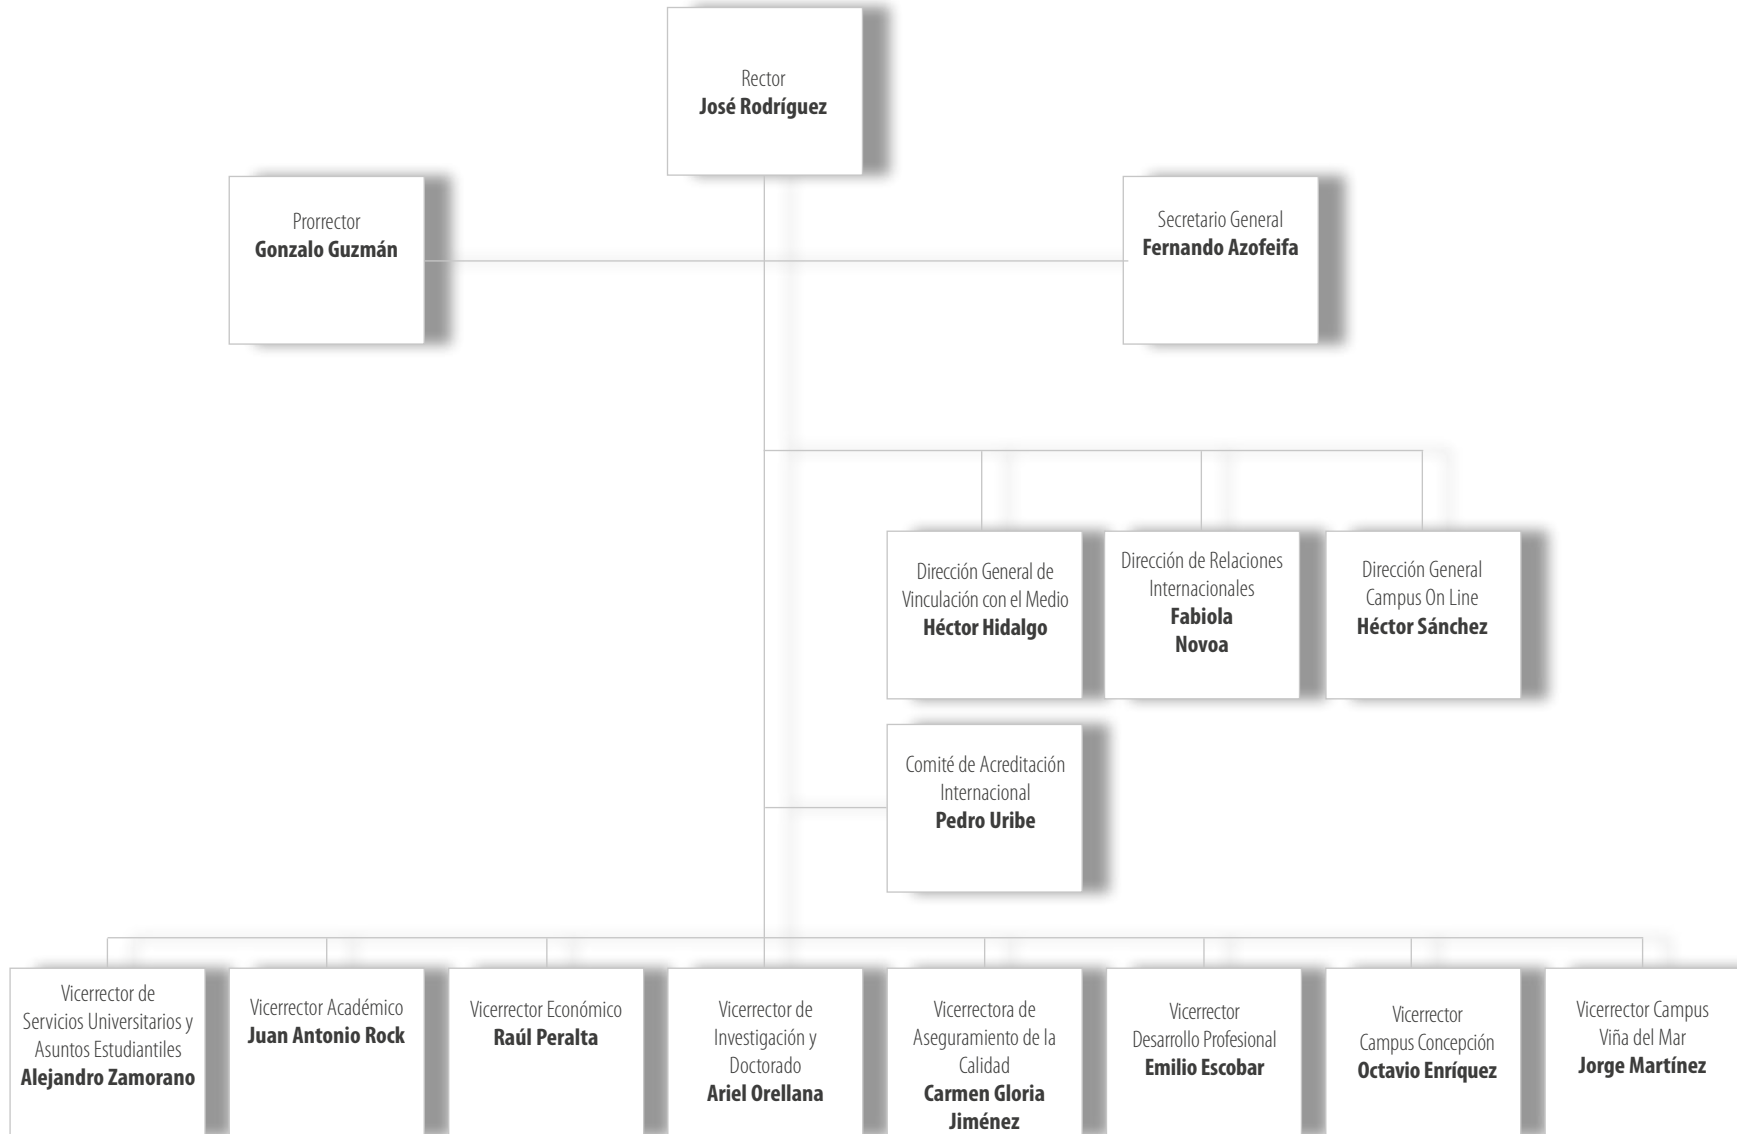 Rector
José Rodríguez
Prorrector
Gonzalo Guzmán
Secretario General
Fernando Azofeifa
Dirección General de
Vinculación con el Medio
Héctor Hidalgo
Dirección de Relaciones
Internacionales
Fabiola
Novoa
Dirección General
Campus On Line
Héctor Sánchez
Comité de Acreditación
Internacional
Pedro Uribe
Vicerrector de
Servicios Universitarios y
Asuntos Estudiantiles
Alejandro Zamorano
Vicerrector Académico
Juan Antonio Rock
Vicerrector Económico
Raúl Peralta
Vicerrector de
Investigación y
Doctorado
Ariel Orellana
Vicerrectora de
Aseguramiento de la
Calidad
Carmen Gloria
Jiménez
Vicerrector
Desarrollo Profesional
Emilio Escobar
Vicerrector
Campus Concepción
Octavio Enríquez
Vicerrector Campus
Viña del Mar
Jorge Martínez